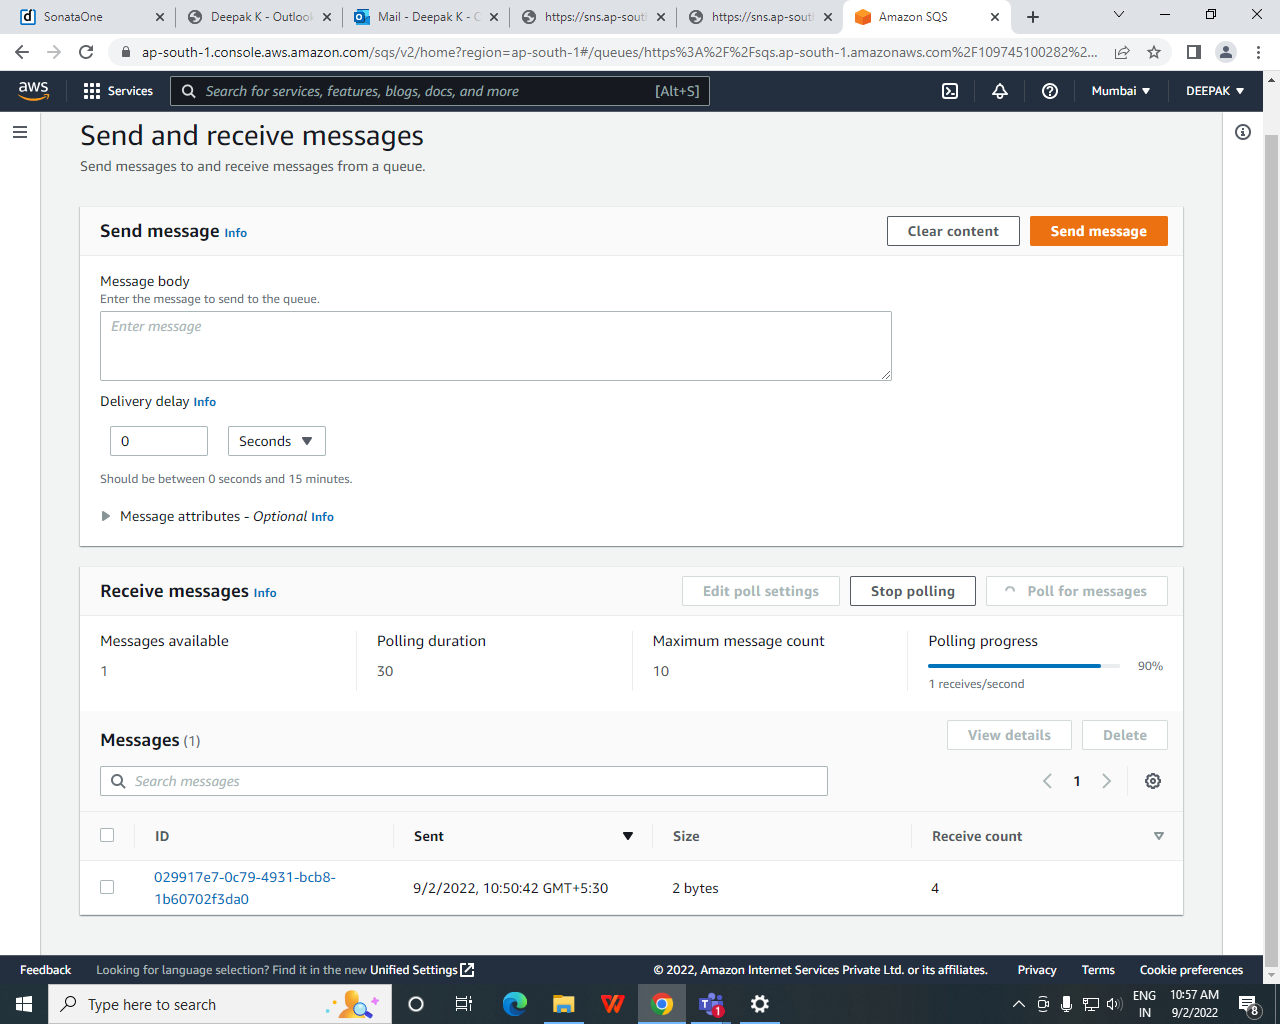 SonataOne
Deepak K - Outlook
Mail - Deepak K - O
https://sns.ap-sout
https://sns.ap-sout
Amazon SQS
ap-south-1.console.aws.amazon.com/sqs/v2/home?region=ap-south-1#/queues/https%3A%2F%2Fsqs.ap-south-1.amazonaws.com%2F109745100282%2...
aws
Services
Search for services, features, blogs, docs, and more
[Alt+S]
Mumbai
DEEPAK
Send and receive messages
Send messages to and receive messages from a queue.
Send message Info
Clear content
Send message
Message body
Enter the message to send to the queue.
Enter message
Delivery delay Info
0
Seconds
Should be between 0 seconds and 15 minutes.
Message attributes - Optional Info
Receive messages Info
Edit poll settings
Stop polling
Poll for messages
Messages available
1
Polling duration
30
Maximum message count
10
Polling progress
90%
1 receives/second
Messages (1)
View details
Delete
Search messages
1
ID
Sent
Size
Receive count
029917e7-0c79-4931-bcb8-
1b60702f3da0
9/2/2022, 10:50:42 GMT+5:30
2 bytes
4
Feedback
Looking for language selection? Find it in the new Unified Settings
© 2022, Amazon Internet Services Private Ltd. or its affiliates.
Privacy
Terms
Cookie preferences
Type here to search
1
ENG
IN
10:57 AM
9/2/2022
8